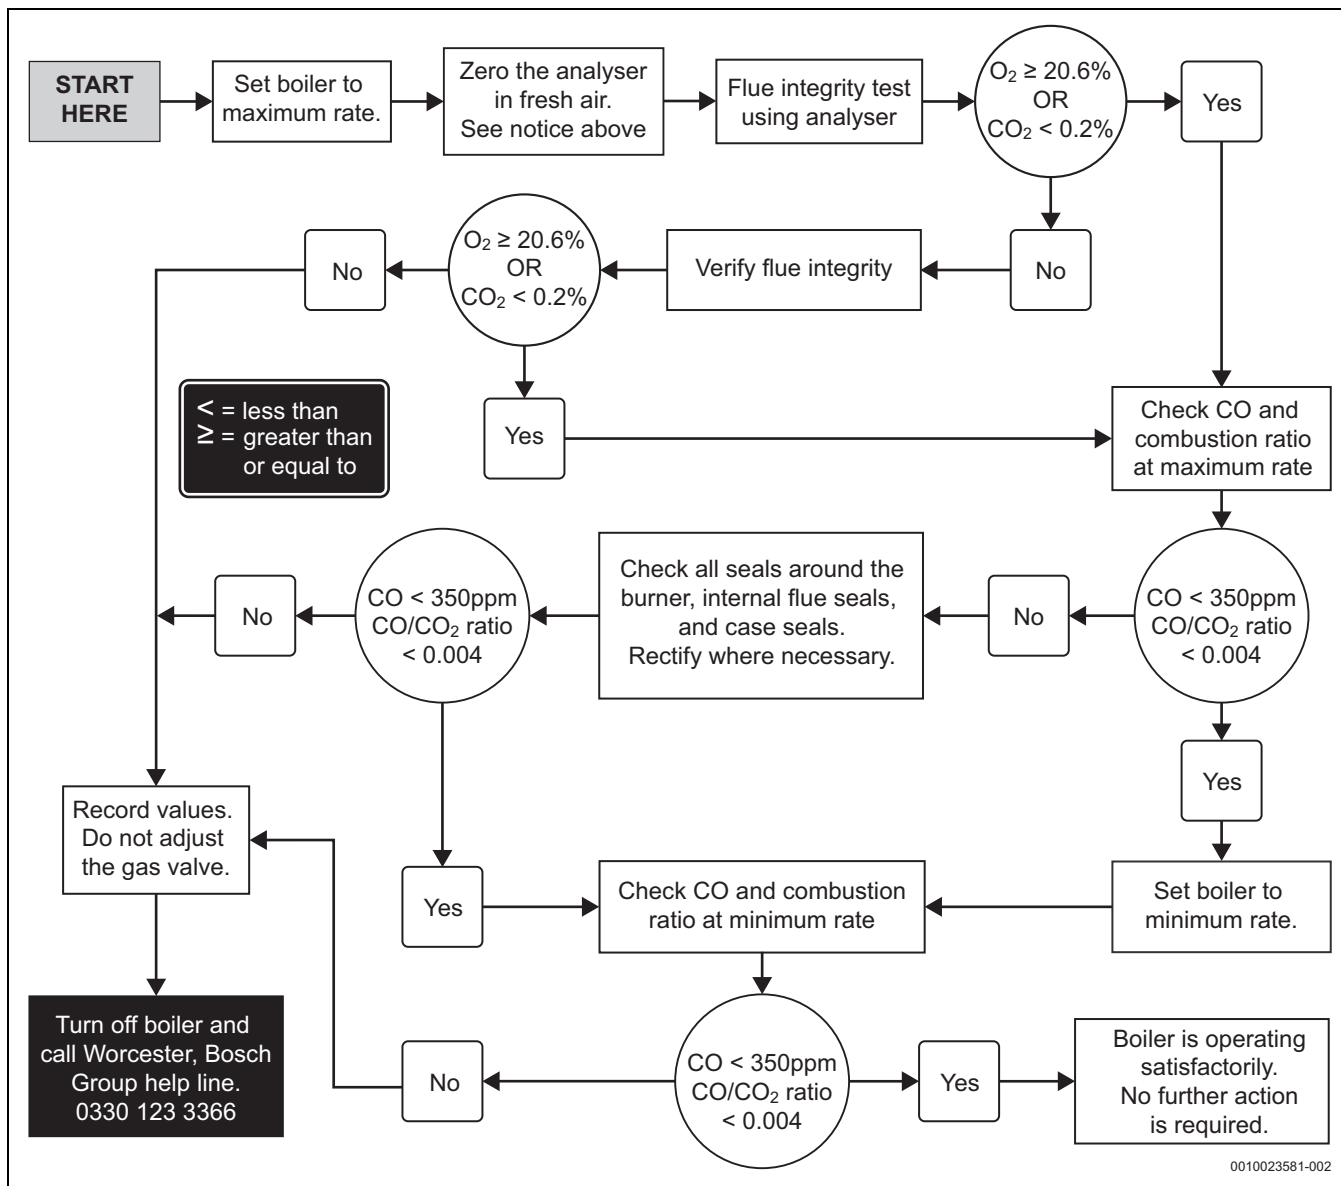 START
HERE
Set boiler to
maximum rate.
Zero the analyser
in fresh air.
See notice above
Flue integrity test
using analyser
O₂ ≥ 20.6%
OR
CO₂ < 0.2%
Yes
No
Verify flue integrity
O₂ ≥ 20.6%
OR
CO₂ < 0.2%
No
Yes
< = less than
≥ = greater than
or equal to
Check CO and
combustion ratio
at maximum rate
CO < 350ppm
CO/CO₂ ratio
< 0.004
No
Check all seals around the
burner, internal flue seals,
and case seals.
Rectify where necessary.
CO < 350ppm
CO/CO₂ ratio
< 0.004
No
Yes
Set boiler to
minimum rate.
Yes
Check CO and combustion
ratio at minimum rate
Record values.
Do not adjust
the gas valve.
Turn off boiler and
call Worcester, Bosch
Group help line.
0330 123 3366
No
CO < 350ppm
CO/CO₂ ratio
< 0.004
Yes
Boiler is operating
satisfactorily.
No further action
is required.
0010023581-002